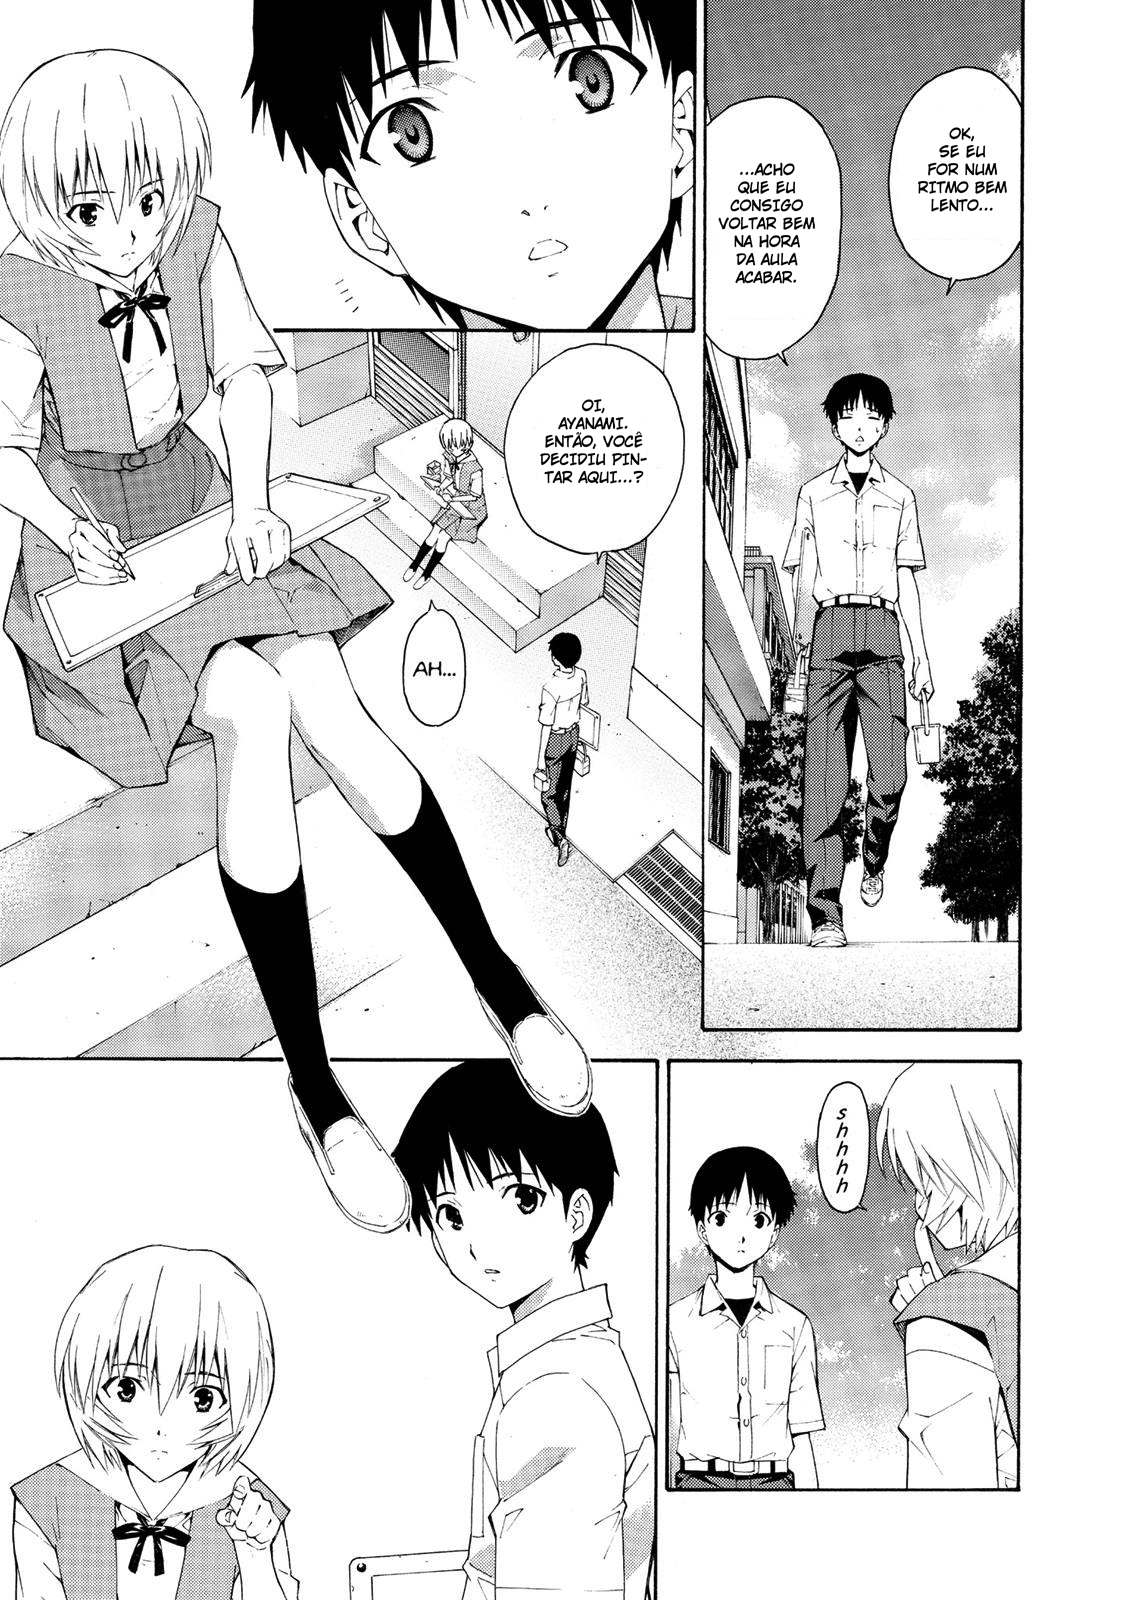 OK,
SE EU
FOR NUM
RITMO BEM
LENTO...
...ACHO
QUE EU
CONSIGO
VOLTAR BEM
NA HORA
DA AULA
ACABAR.
OI,
AYANAMI.
ENTÃO, VOCÊ
DECIDIU PIN-
TAR AQUI...?
AH...
shhhh